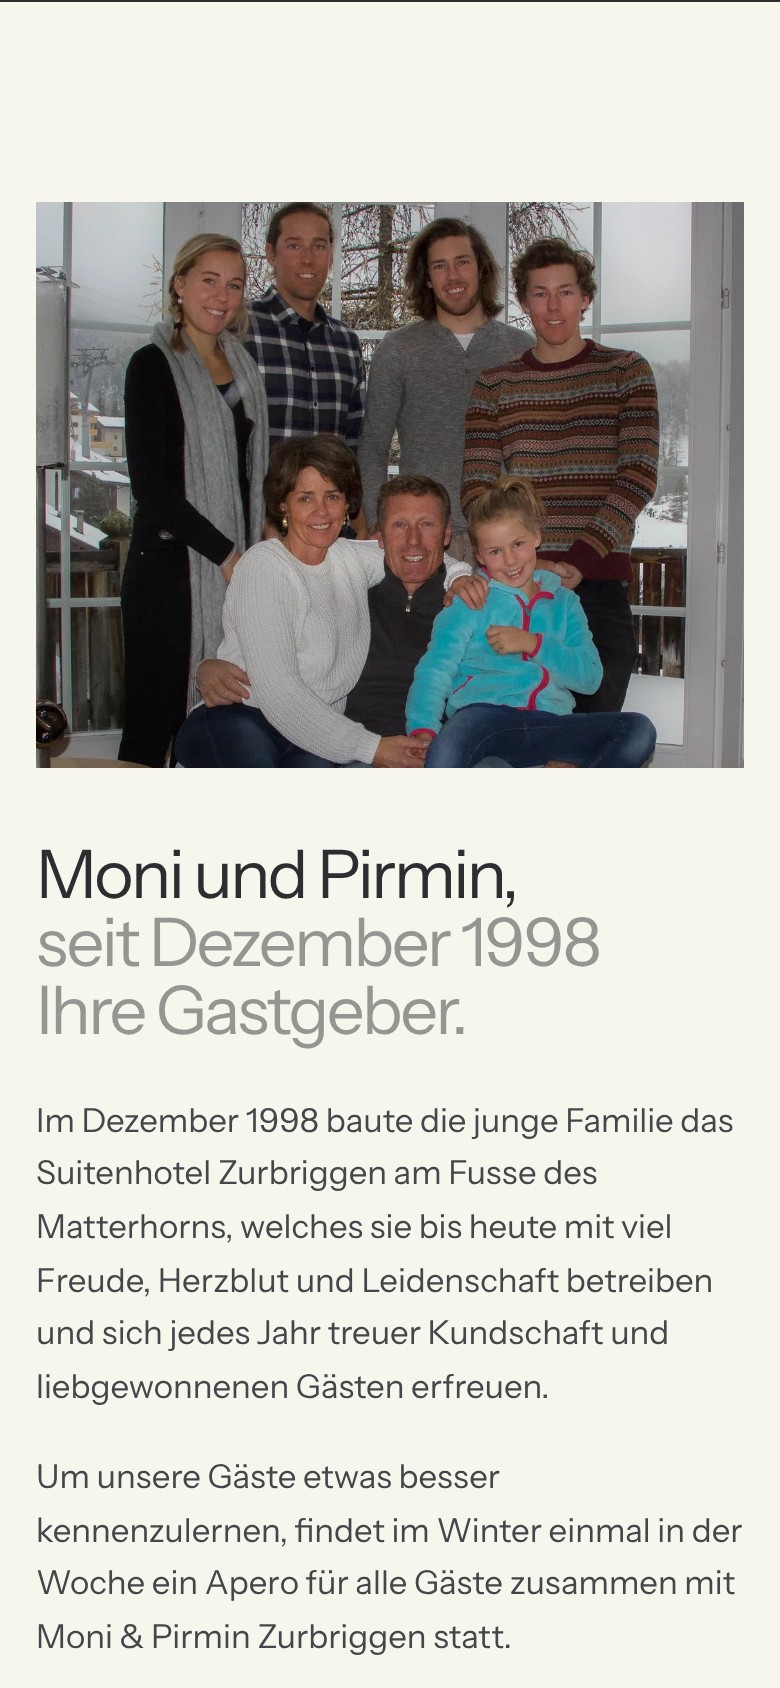 Moni und Pirmin,
seit Dezember 1998
Ihre Gastgeber.
Im Dezember 1998 baute die junge Familie das
Suitenhotel Zurbriggen am Fusse des
Matterhorns, welches sie bis heute mit viel
Freude, Herzblut und Leidenschaft betreiben
und sich jedes Jahr treuer Kundschaft und
liebgewonnenen Gästen erfreuen.
Um unsere Gäste etwas besser
kennenzulernen, findet im Winter einmal in der
Woche ein Apero für alle Gäste zusammen mit
Moni & Pirmin Zurbriggen statt.